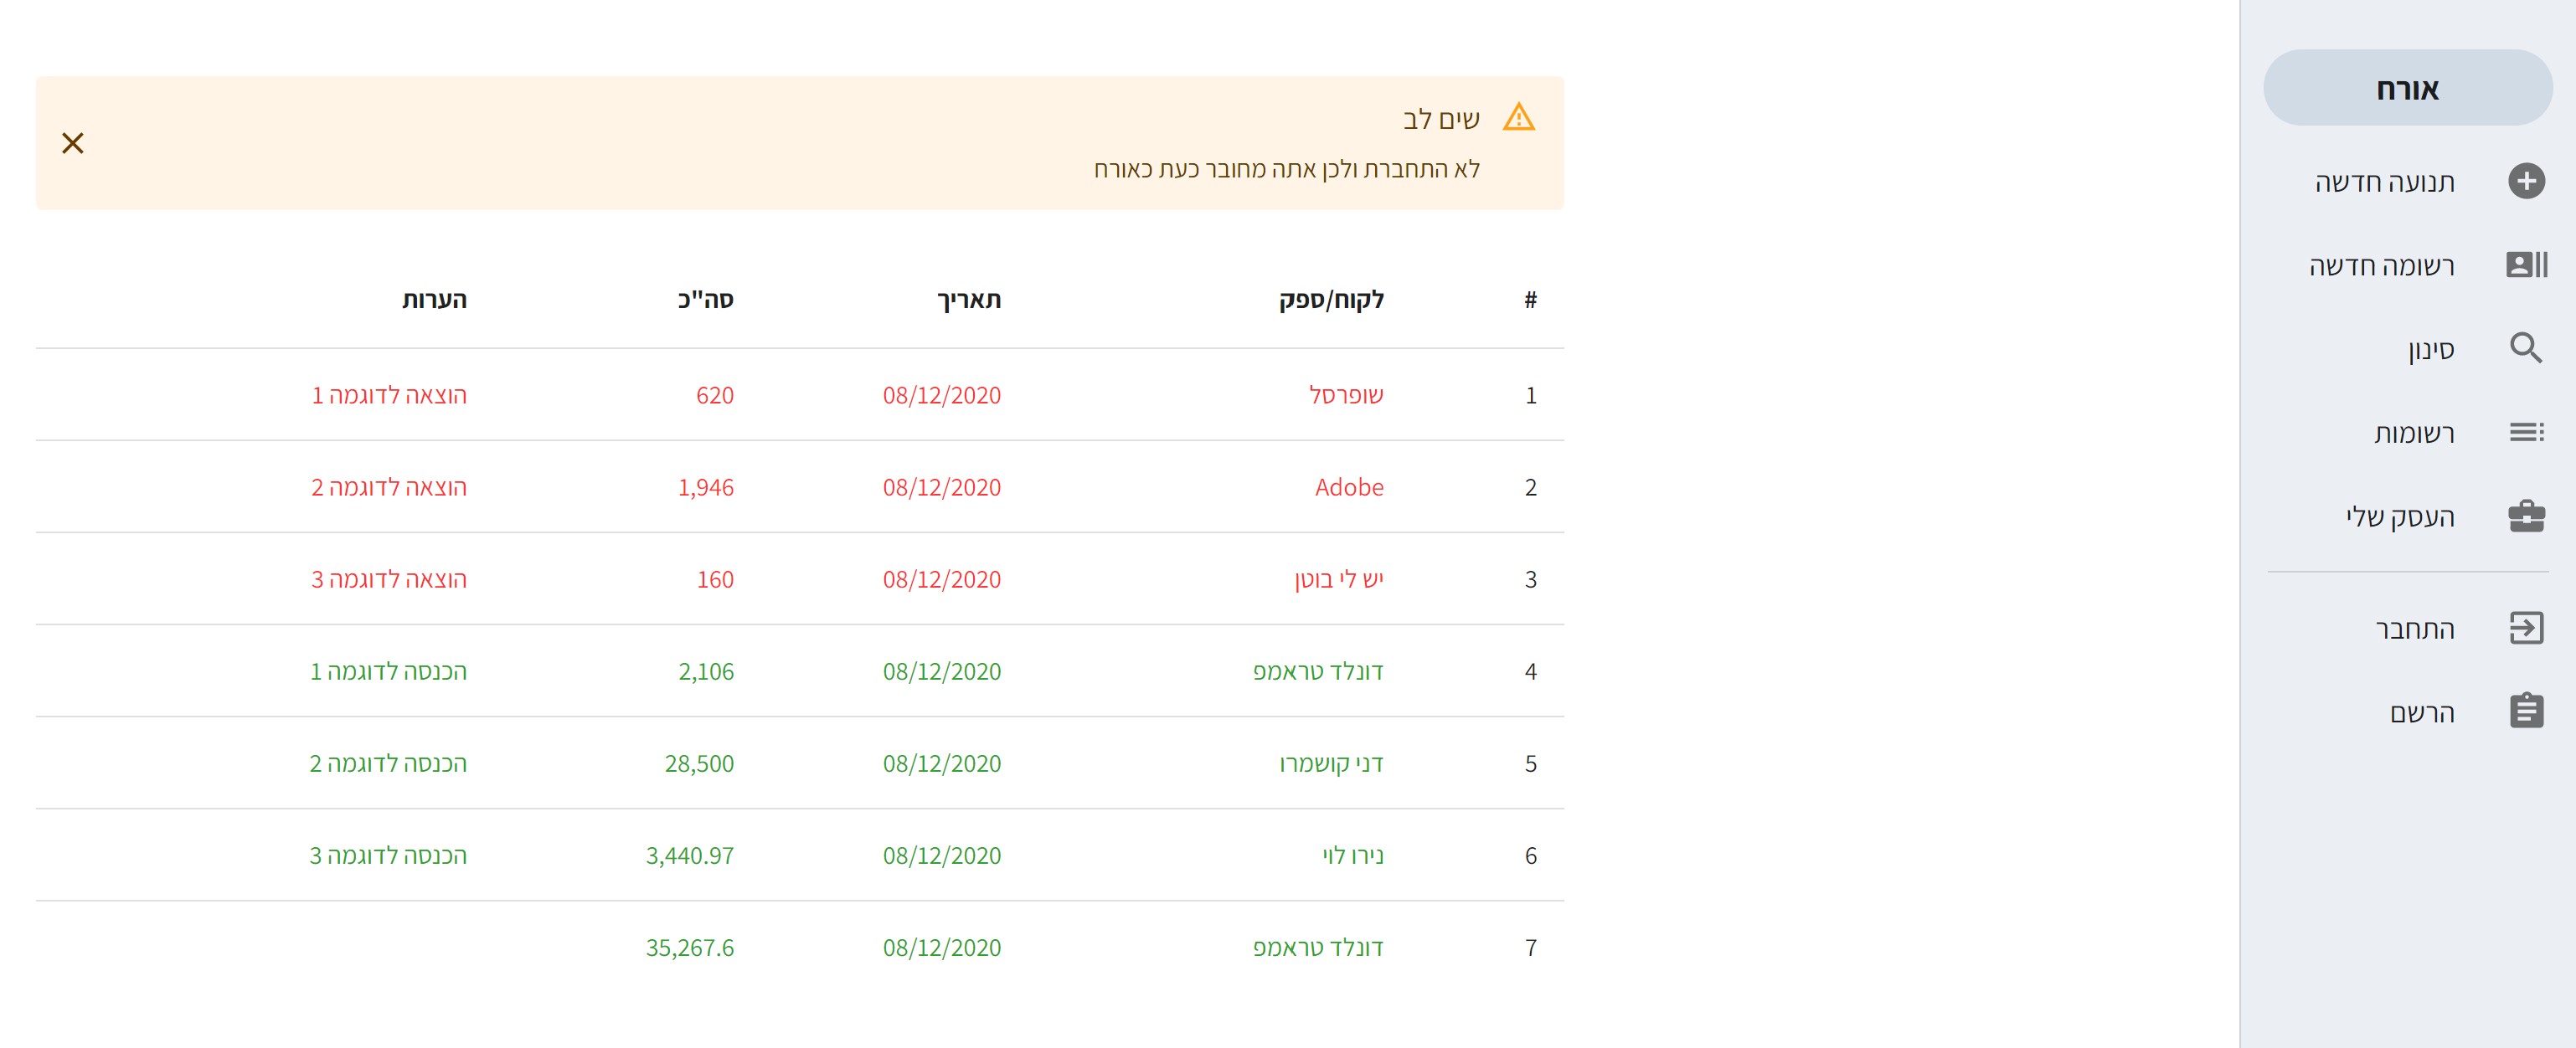 אורח
תנועה חדשה
רשומה חדשה
סינון
רשומות
העסק שלי
התחבר
הרשם
שים לב
לא התחברת ולכן אתה מחובר כעת כאורח
# לקוח/ספק תאריך סה"כ הערות
1 שופרסל 08/12/2020 620 הוצאה לדוגמה 1
2 Adobe 08/12/2020 1,946 הוצאה לדוגמה 2
3 יש לי בוטן 08/12/2020 160 הוצאה לדוגמה 3
4 דונלד טראמפ 08/12/2020 2,106 הכנסה לדוגמה 1
5 דני קושמרו 08/12/2020 28,500 הכנסה לדוגמה 2
6 נירו לוי 08/12/2020 3,440.97 הכנסה לדוגמה 3
7 דונלד טראמפ 08/12/2020 35,267.6